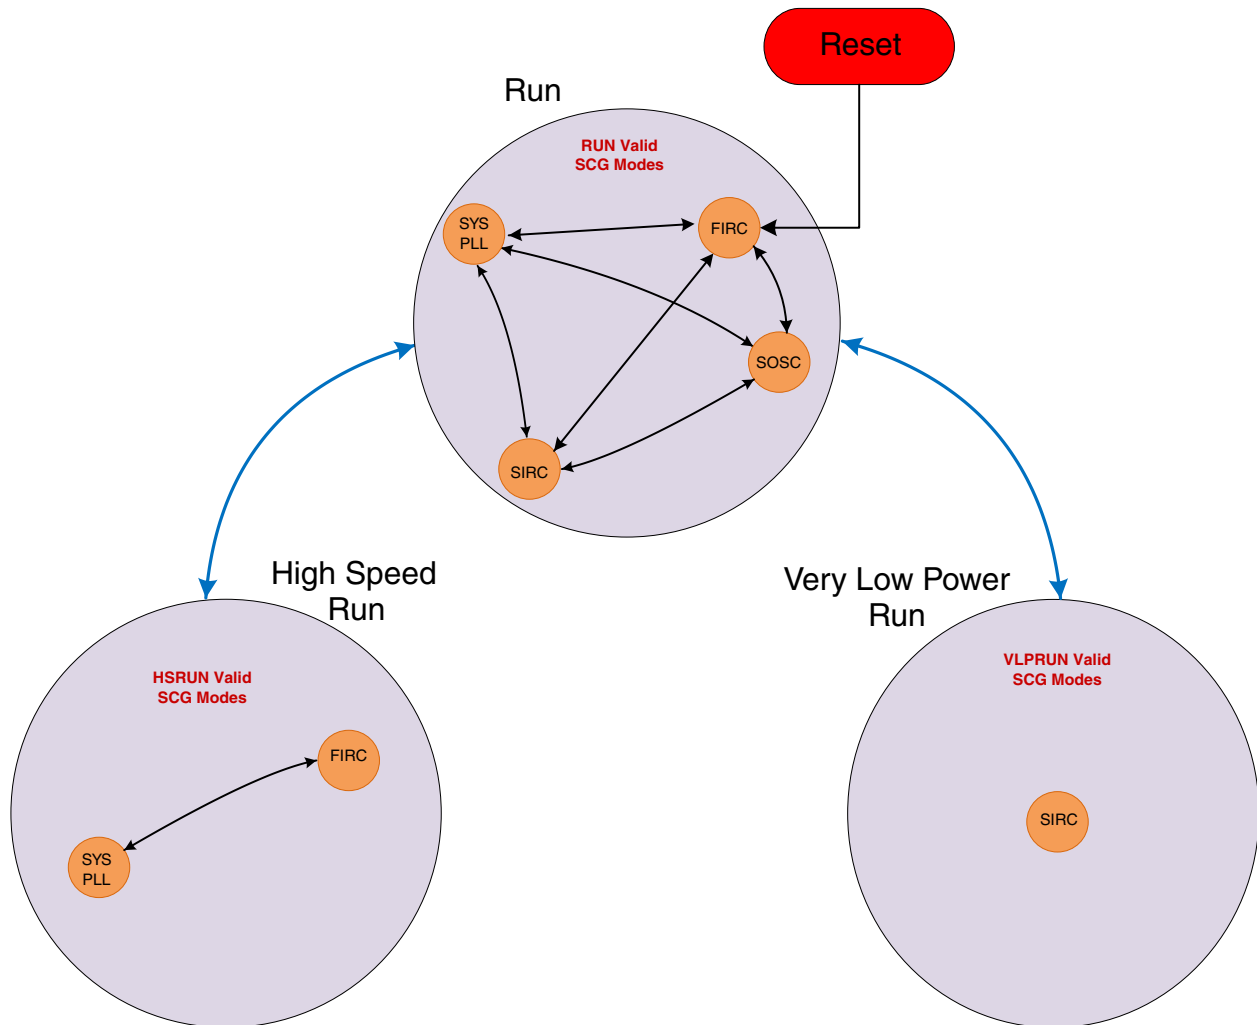 Reset
Run
RUN Valid
SCG Modes
SYS
PLL
FIRC
SOSC
SIRC
High Speed
Run
HSRUN Valid
SCG Modes
FIRC
SYS
PLL
Very Low Power
Run
VLPRUN Valid
SCG Modes
SIRC